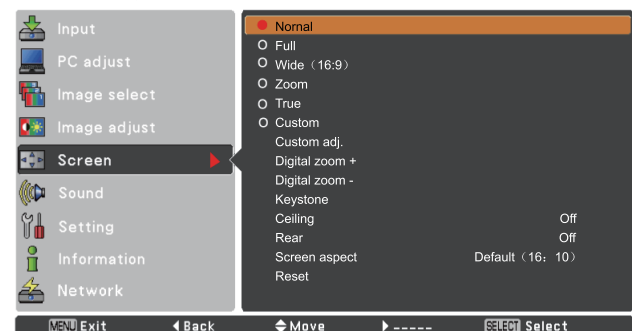 Input
PC adjust
Image select
Image adjust
Screen
Sound
Setting
Information
Network
Nornal
Full
Wide（16:9）
Zoom
True
Custom
Custom adj.
Digital zoom +
Digital zoom -
Keystone
Ceiling Off
Rear Off
Screen aspect Default（16：10）
Reset
MENU Exit Back Move ----- SELECT Select